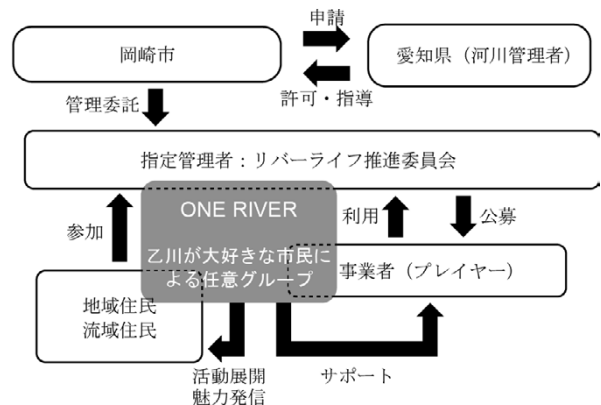 申請
岡崎市
愛知県（河川管理者）
許可・指導
管理委託
指定管理者：リバーライフ推進委員会
ONE RIVER
参加
利用
公募
乙川が大好きな市民に
よる任意グループ
事業者（プレイヤー）
地域住民
流域住民
活動展開
魅力発信
サポート